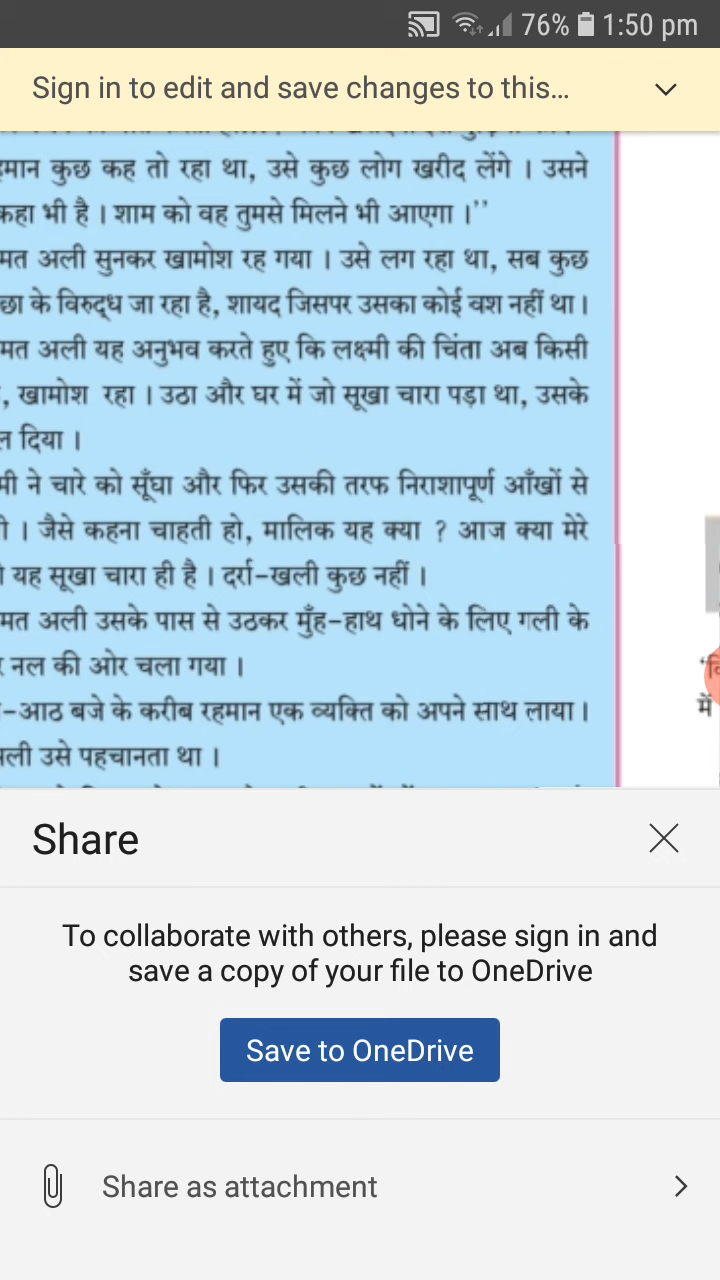 76% 1:50 pm
Sign in to edit and save changes to this...
कुछ कह तो रहा था, उसे कुछ लोग खरीद लेंगे । उसने
कहा भी है । शाम को वह तुमसे मिलने भी आएगा ।''
अली सुनकर खामोश रह गया । उसे लग रहा था, सब कुछ
के विरुद्ध जा रहा है, शायद जिसपर उसका कोई वश नहीं था ।
अली यह अनुभव करते हुए कि लक्ष्मी की चिंता अब किसी
, खामोश रहा । उठा और घर में जो सूखा चारा पड़ा था, उसके
दिया ।
ने चारे को सूँघा और फिर उसकी तरफ निराशापूर्ण आँखों से
। जैसे कहना चाहती हो, मालिक यह क्या ? आज क्या मेरे
यह सूखा चारा ही है । दर्रा-खली कुछ नहीं ।
अली उसके पास से उठकर मुँह-हाथ धोने के लिए गली के
नल की ओर चला गया ।
-आठ बजे के करीब रहमान एक व्यक्ति को अपने साथ लाया ।
उसे पहचानता था ।
में
Share
To collaborate with others, please sign in and
save a copy of your file to OneDrive
Save to OneDrive
Share as attachment